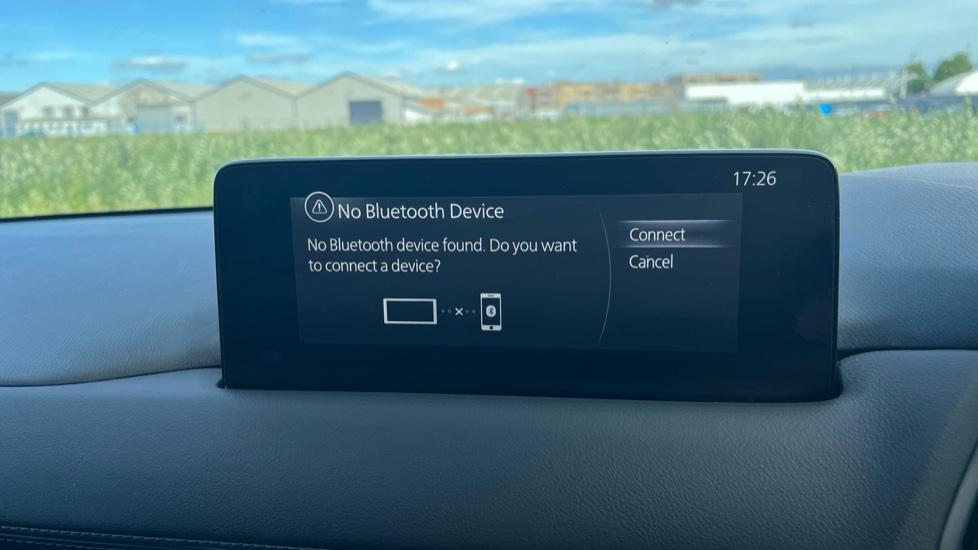 17:26
No Bluetooth Device
No Bluetooth device found. Do you want
to connect a device?
Connect
Cancel